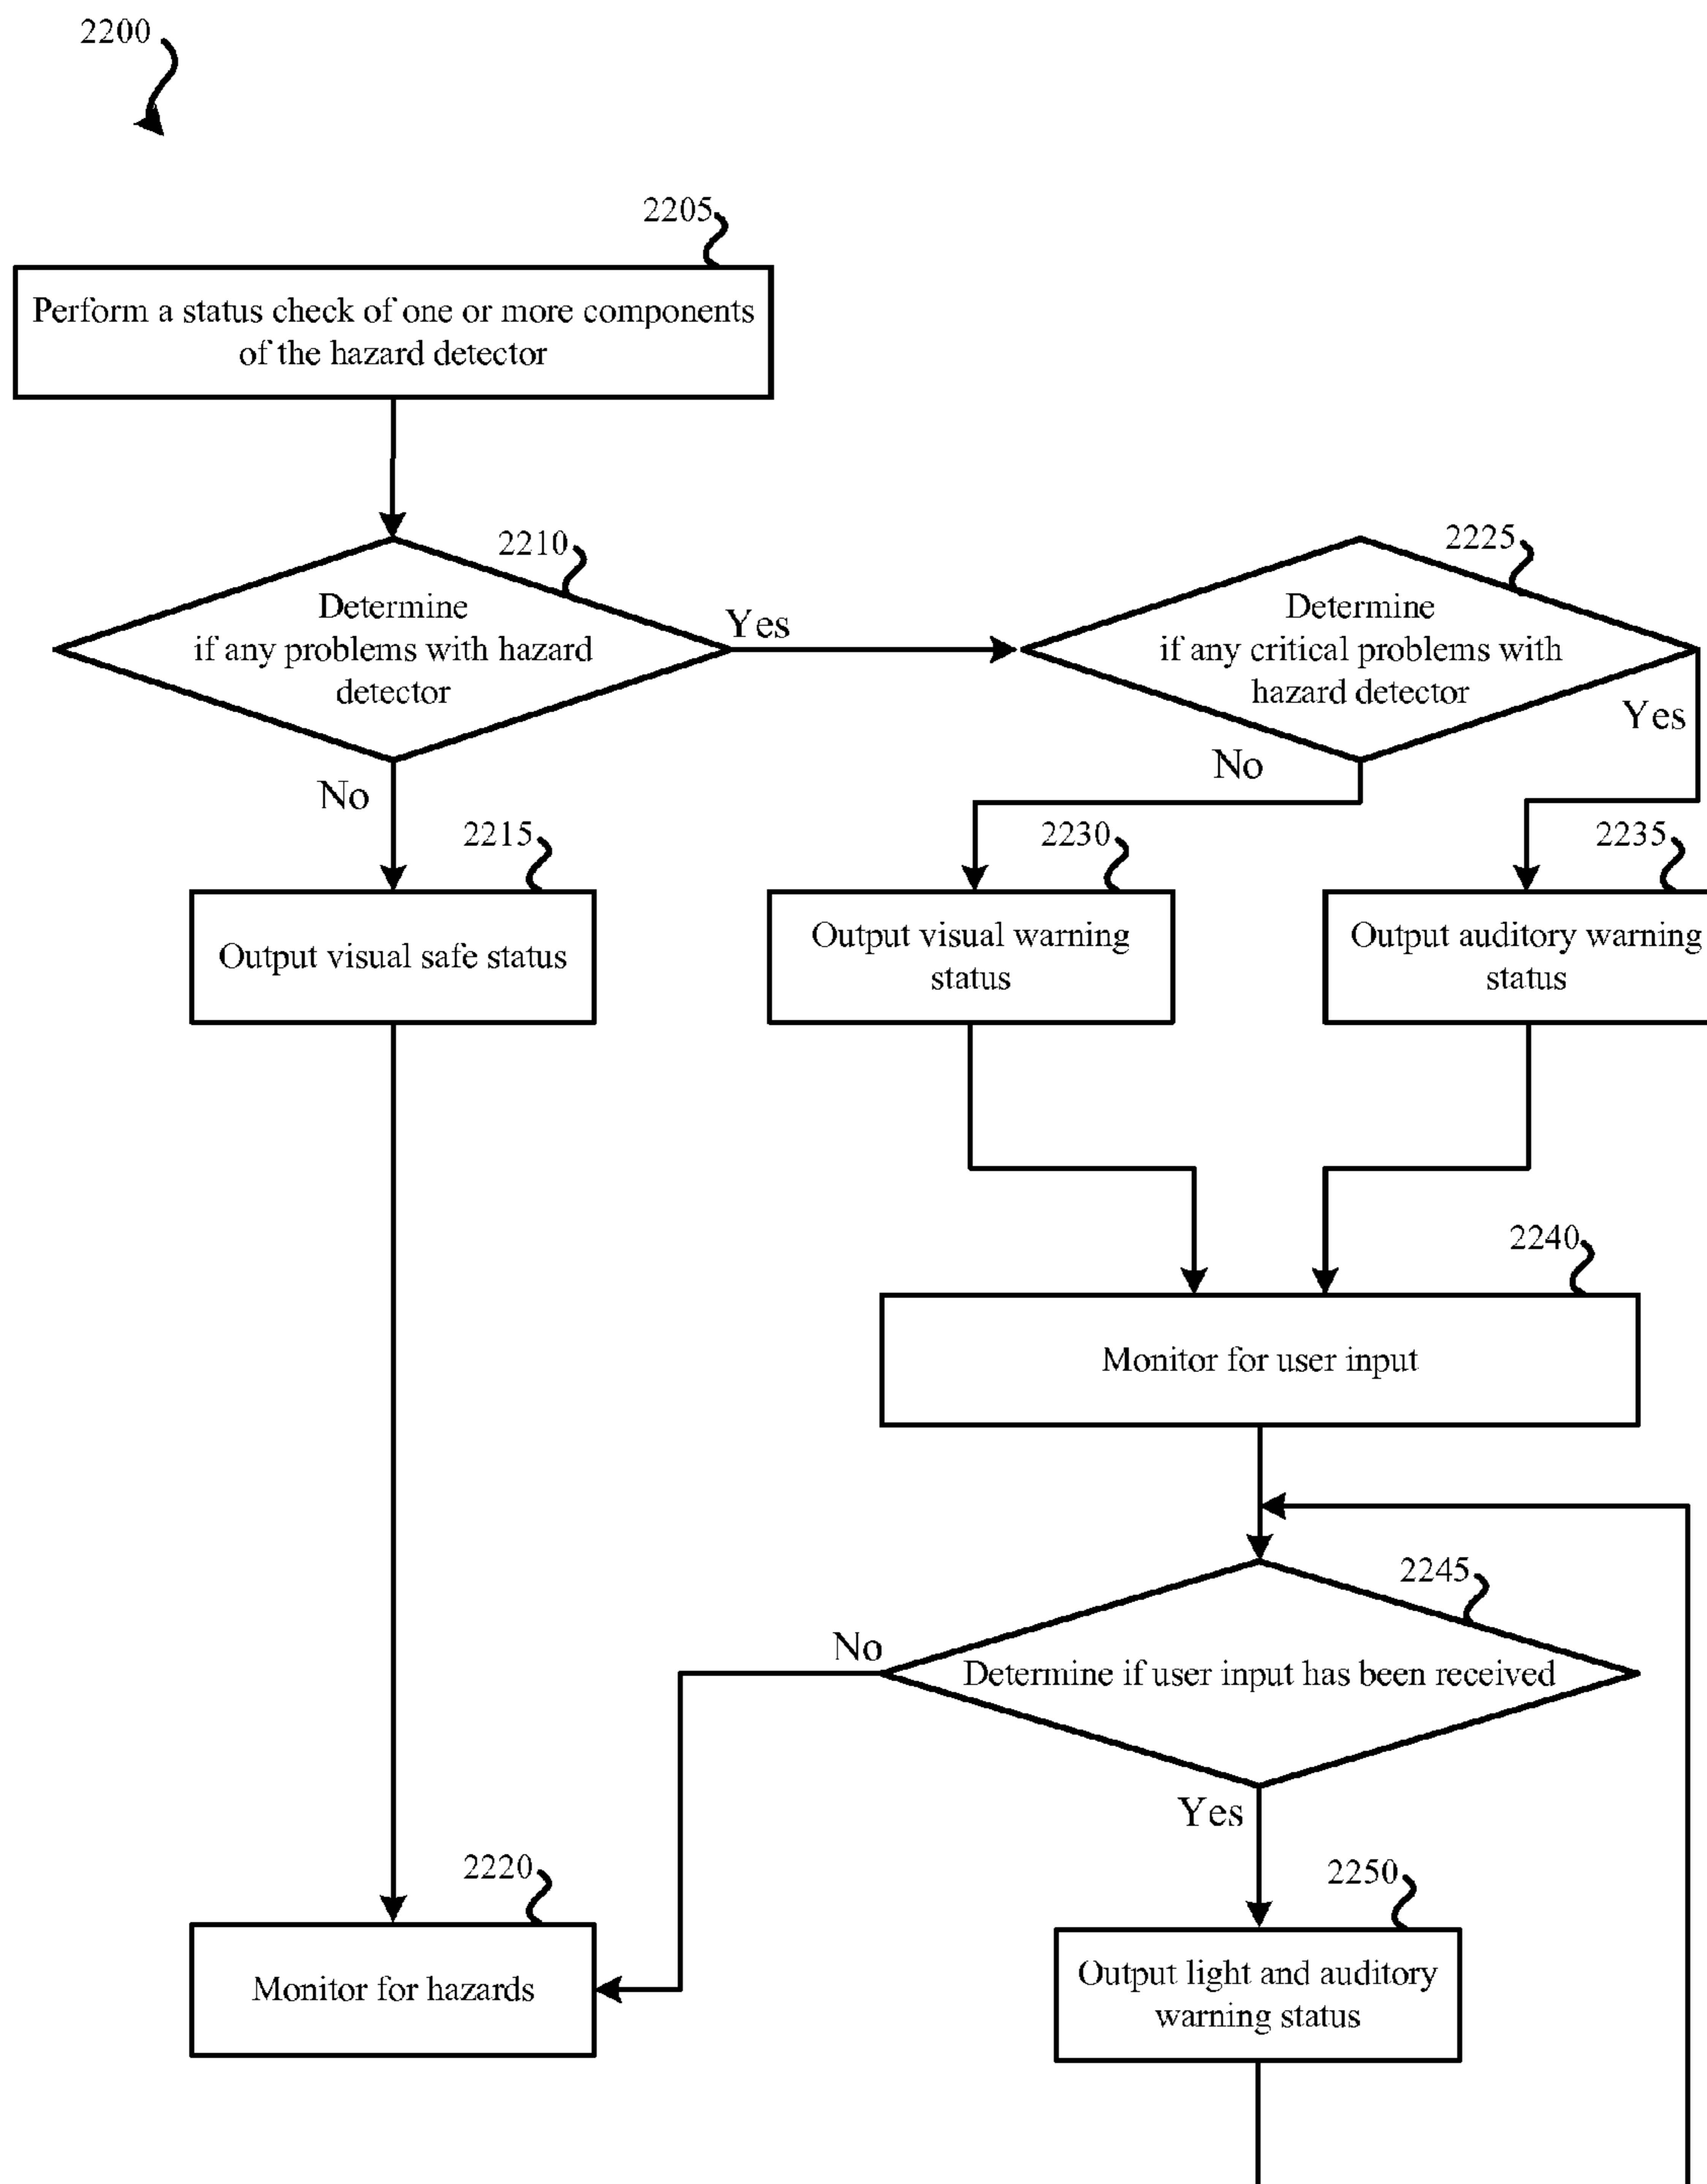 2200
2205
Perform a status check of one or more components
of the hazard detector
2210
Determine
if any problems with hazard
detector
Yes
No
2225
Determine
if any critical problems with
hazard detector
Yes
No
2215
Output visual safe status
2230
Output visual warning
status
2235
Output auditory warning
status
2240
Monitor for user input
2245
Determine if user input has been received
No
Yes
2220
Monitor for hazards
2250
Output light and auditory
warning status